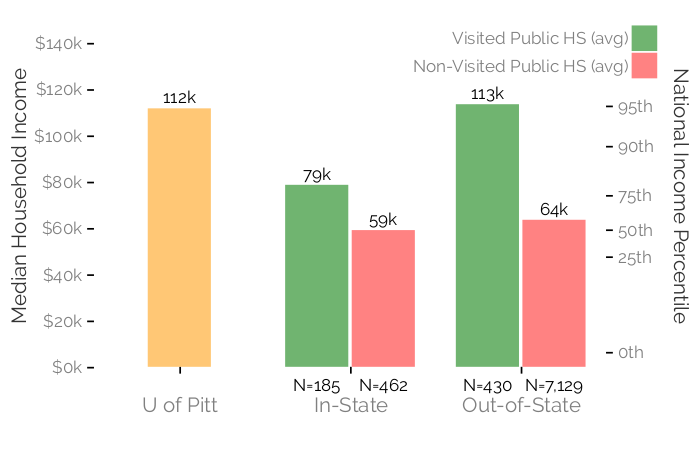 Visited Public HS (avg)
Non-Visited Public HS (avg)
Median Household Income
$140k
$120k
$100k
$80k
$60k
$40k
$20k
$0k
112k
79k
59k
113k
64k
95th
90th
75th
50th
25th
0th
National Income Percentile
N=185 N=462 N=430 N=7,129
U of Pitt In-State Out-of-State